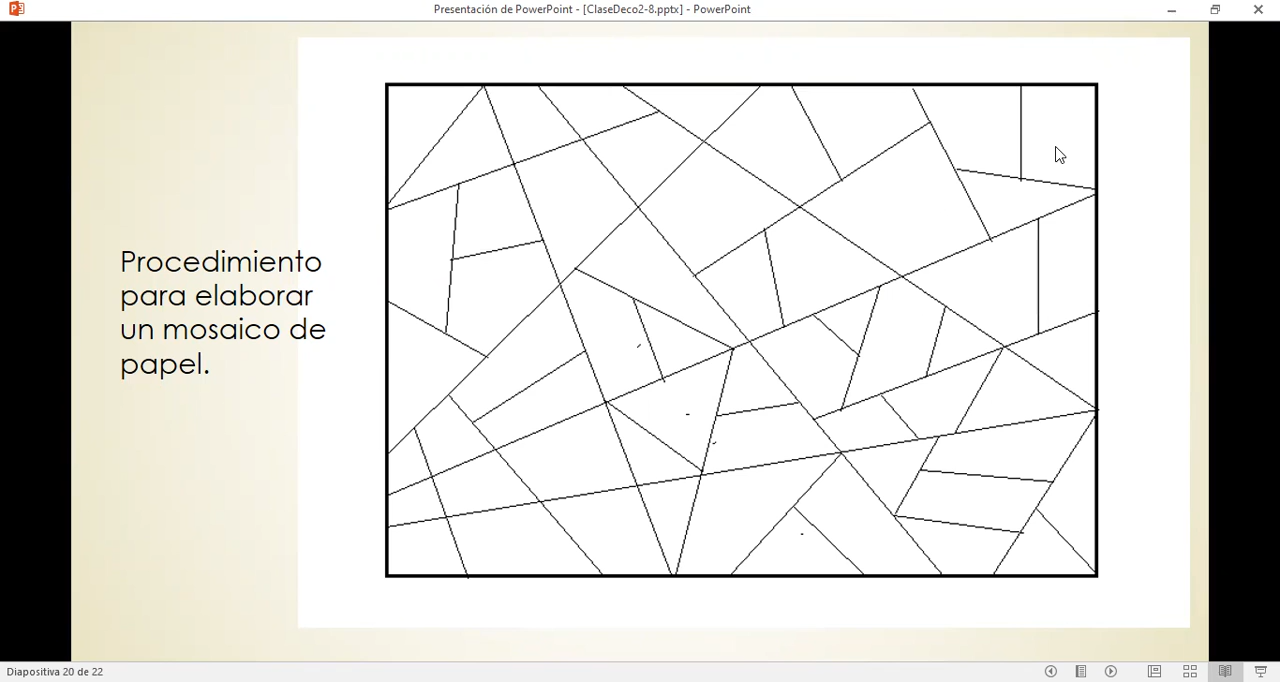 Presentación de PowerPoint - [ClaseDeco2-8.pptx] - PowerPoint
Procedimiento
para elaborar
un mosaico de
papel.
Diapositiva 20 de 22